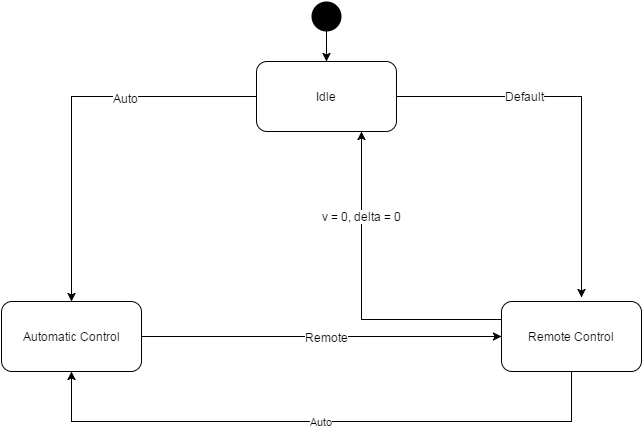 Idle
Auto
Default
v = 0, delta = 0
Automatic Control
Remote
Remote Control
Auto